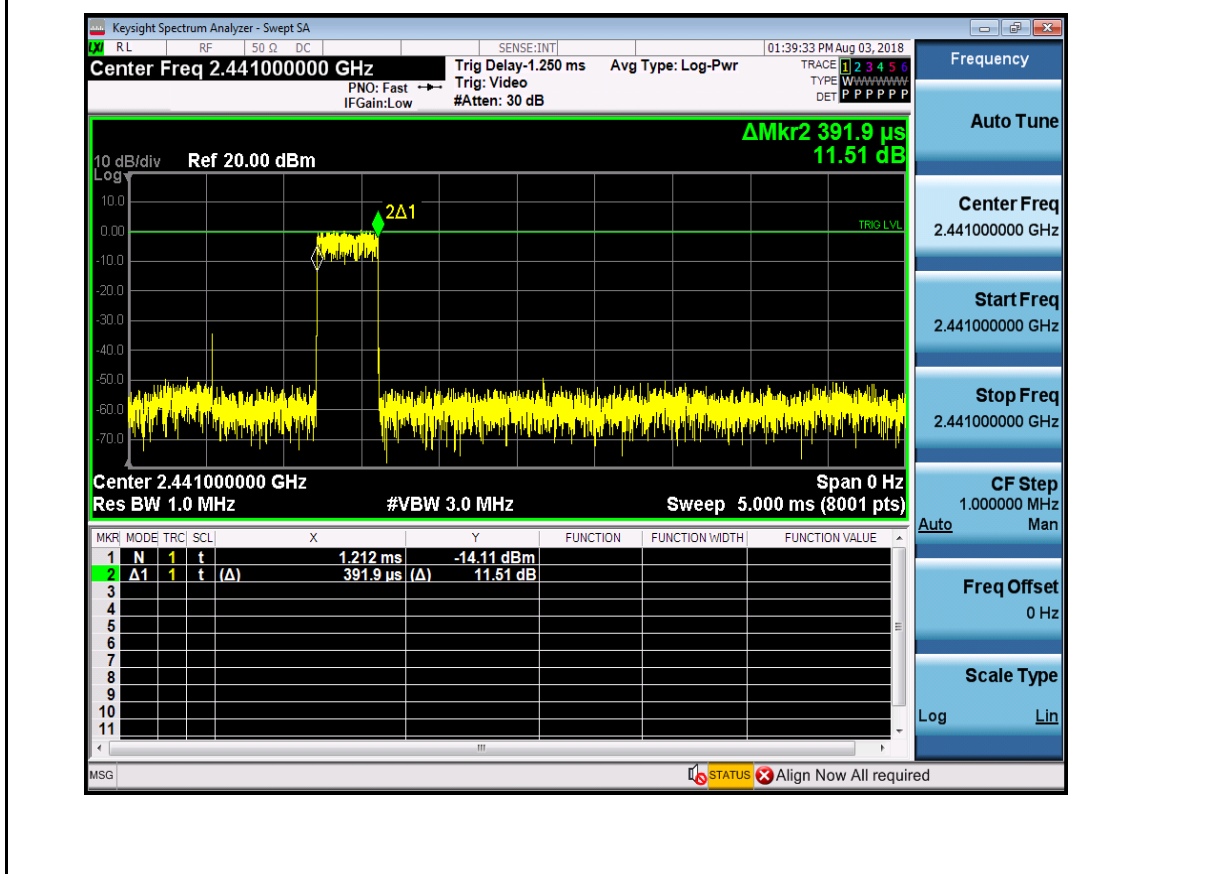 Keysight Spectrum Analyzer - Swept SA
LXI RL RF 50 Ω DC SENSE:INT 01:39:33 PM Aug 03, 2018
Center Freq 2.441000000 GHz
PNO: Fast
IFGain:Low
Trig Delay-1.250 ms
Trig: Video
#Atten: 30 dB
Avg Type: Log-Pwr
TRACE 1 2 3 4 5 6
TYPE WWWWWW
DET P P P P P P
ΔMkr2 391.9 µs
11.51 dB
10 dB/div Ref 20.00 dBm
Log
10.0
0.00
-10.0
-20.0
-30.0
-40.0
-50.0
-60.0
-70.0
2Δ1
TRIG LVL
Center 2.441000000 GHz Span 0 Hz
Res BW 1.0 MHz #VBW 3.0 MHz Sweep 5.000 ms (8001 pts)
MKR MODE TRC SCL X Y FUNCTION FUNCTION WIDTH FUNCTION VALUE
1 N 1 t 1.212 ms -14.11 dBm
2 Δ1 1 t (Δ) 391.9 µs (Δ) 11.51 dB
3
4
5
6
7
8
9
10
11
MSG STATUS Align Now All required
Frequency
Auto Tune
Center Freq
2.441000000 GHz
Start Freq
2.441000000 GHz
Stop Freq
2.441000000 GHz
CF Step
1.000000 MHz
Auto Man
Freq Offset
0 Hz
Scale Type
Log Lin